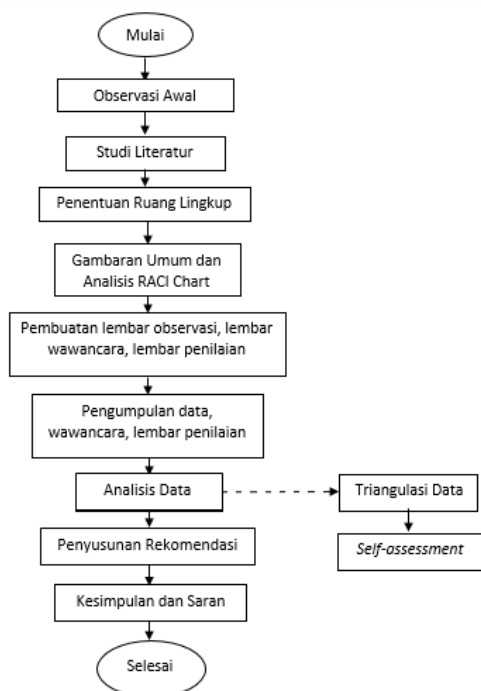 Mulai
Observasi Awal
Studi Literatur
Penentuan Ruang Lingkup
Gambaran Umum dan
Analisis RACI Chart
Pembuatan lembar observasi, lembar
wawancara, lembar penilaian
Pengumpulan data,
wawancara, lembar penilaian
Analisis Data
Triangulasi Data
Self-assessment
Penyusunan Rekomendasi
Kesimpulan dan Saran
Selesai